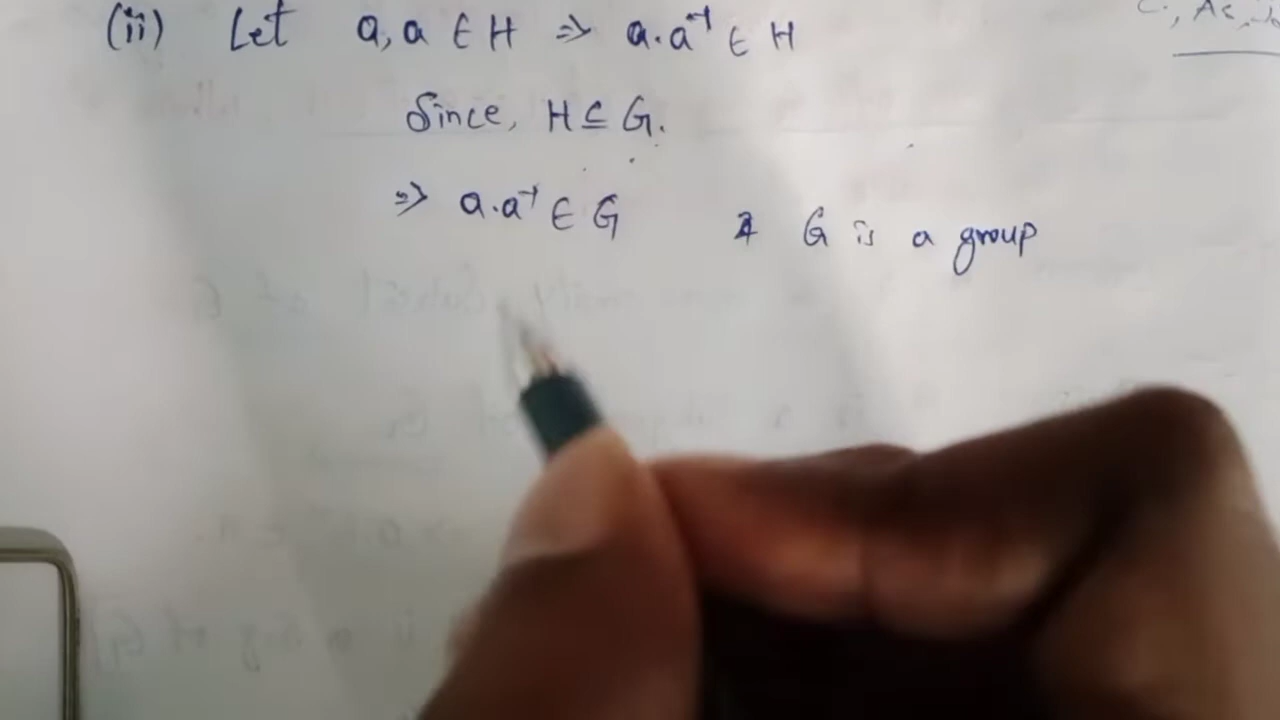 (ii) Let a, a ∈ H ⇒ a.a⁻¹ ∈ H
Since, H ⊆ G.
⇒ a.a⁻¹ ∈ G & G is a group